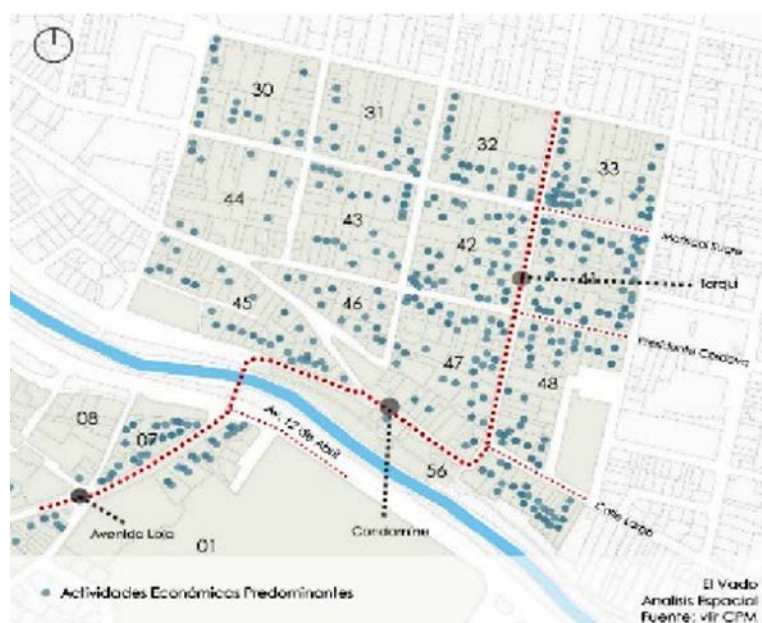 30
31
32
33
44
43
42
41
45
46
47
48
08
07
56
01
Mariscal Sucre
Tarqui
Presidente Córdova
Av. 12 de Abril
Calle Larga
Condamine
Avenida Loja
Actividades Económicas Predominantes
El Vado
Analisis Espacial
Fuente: vlir CPM